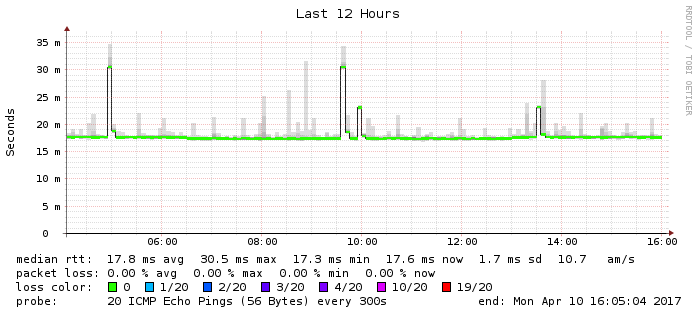 Last 12 Hours
RRDTOOL / TOBI OETIKER
Seconds
35 m
30 m
25 m
20 m
15 m
10 m
5 m
0
06:00 08:00 10:00 12:00 14:00 16:00
median rtt: 17.8 ms avg 30.5 ms max 17.3 ms min 17.6 ms now 1.7 ms sd 10.7 am/s
packet loss: 0.00 % avg 0.00 % max 0.00 % min 0.00 % now
loss color: 0 1/20 2/20 3/20 4/20 10/20 19/20
probe: 20 ICMP Echo Pings (56 Bytes) every 300s end: Mon Apr 10 16:05:04 2017